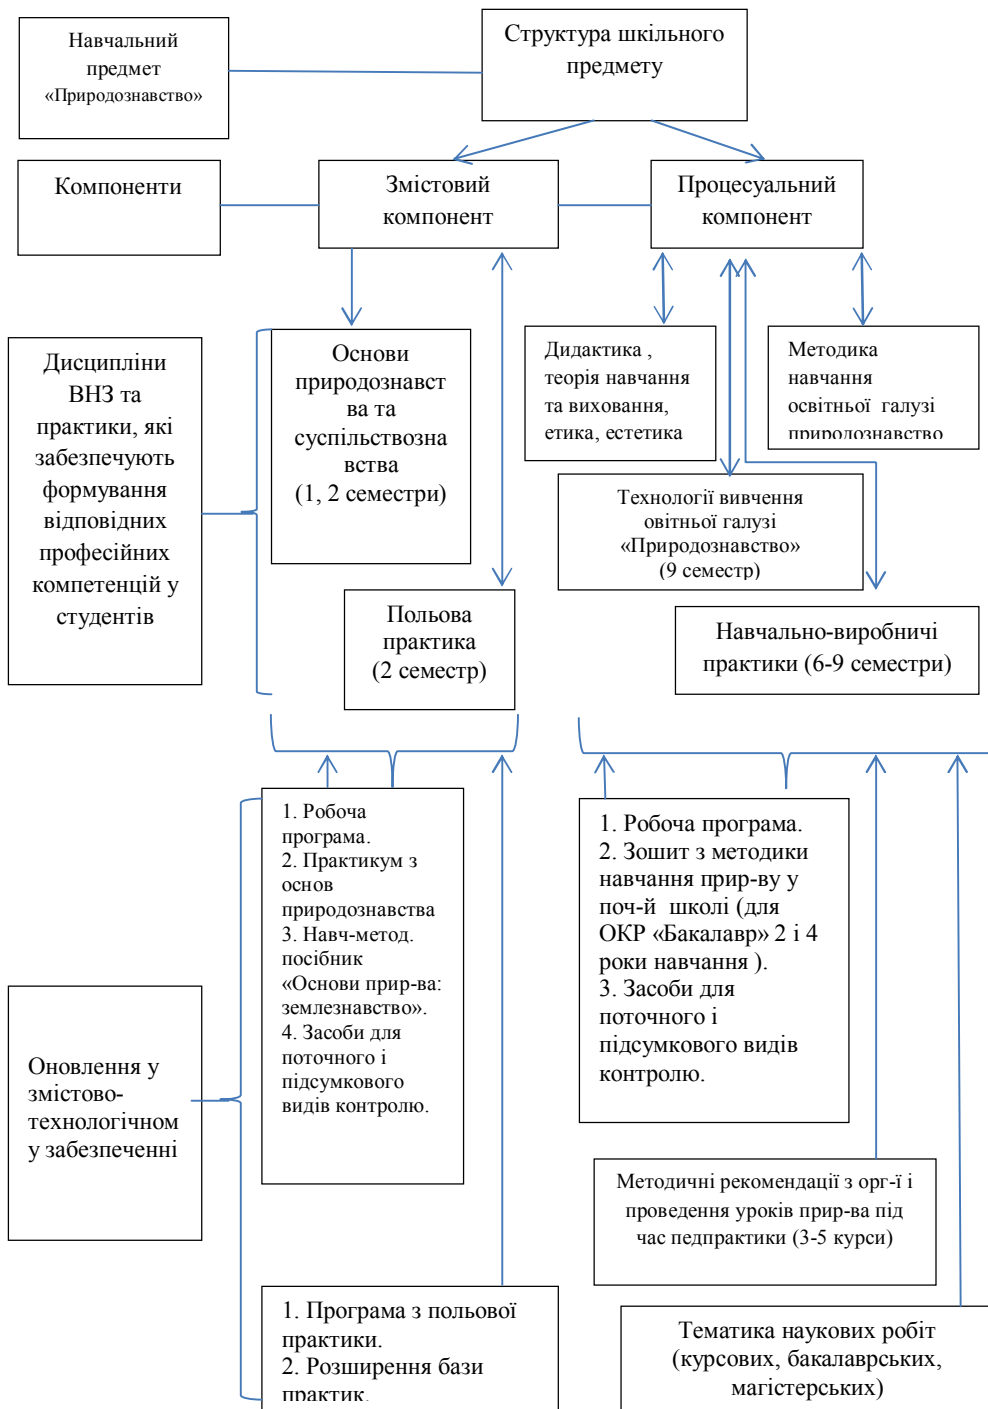 Навчальний
предмет
«Природознавство»
Структура шкільного
предмету
Компоненти
Змістовий
компонент
Процесуальний
компонент
Дисципліни
ВНЗ та
практики, які
забезпечують
формування
відповідних
професійних
компетенцій у
студентів
Основи
природознавст
ва та
суспільствозна
вства
(1, 2 семестри)
Дидактика ,
теорія навчання
та виховання,
етика, естетика
Методика
навчання
освітньої галузі
природознавство
Технології вивчення
овітньої галузі
«Природознавство»
(9 семестр)
Польова
практика
(2 семестр)
Навчально-виробничі
практики (6-9 семестри)
Оновлення у
змістово-
технологічном
у забезпеченні
1. Робоча
програма.
2. Практикум з
основ
природознавства
3. Навч-метод.
посібник
«Основи прир-ва:
землезнавство».
4. Засоби для
поточного і
підсумкового
видів контролю.
1. Робоча програма.
2. Зошит з методики
навчання прир-ву у
поч-й школі (для
ОКР «Бакалавр» 2 і 4
роки навчання ).
3. Засоби для
поточного і
підсумкового видів
контролю.
Методичні рекомендації з орг-ї і
проведення уроків прир-ва під
час педпрактики (3-5 курси)
1. Програма з польової
практики.
2. Розширення бази
практик.
Тематика наукових робіт
(курсових, бакалаврських,
магістерських)